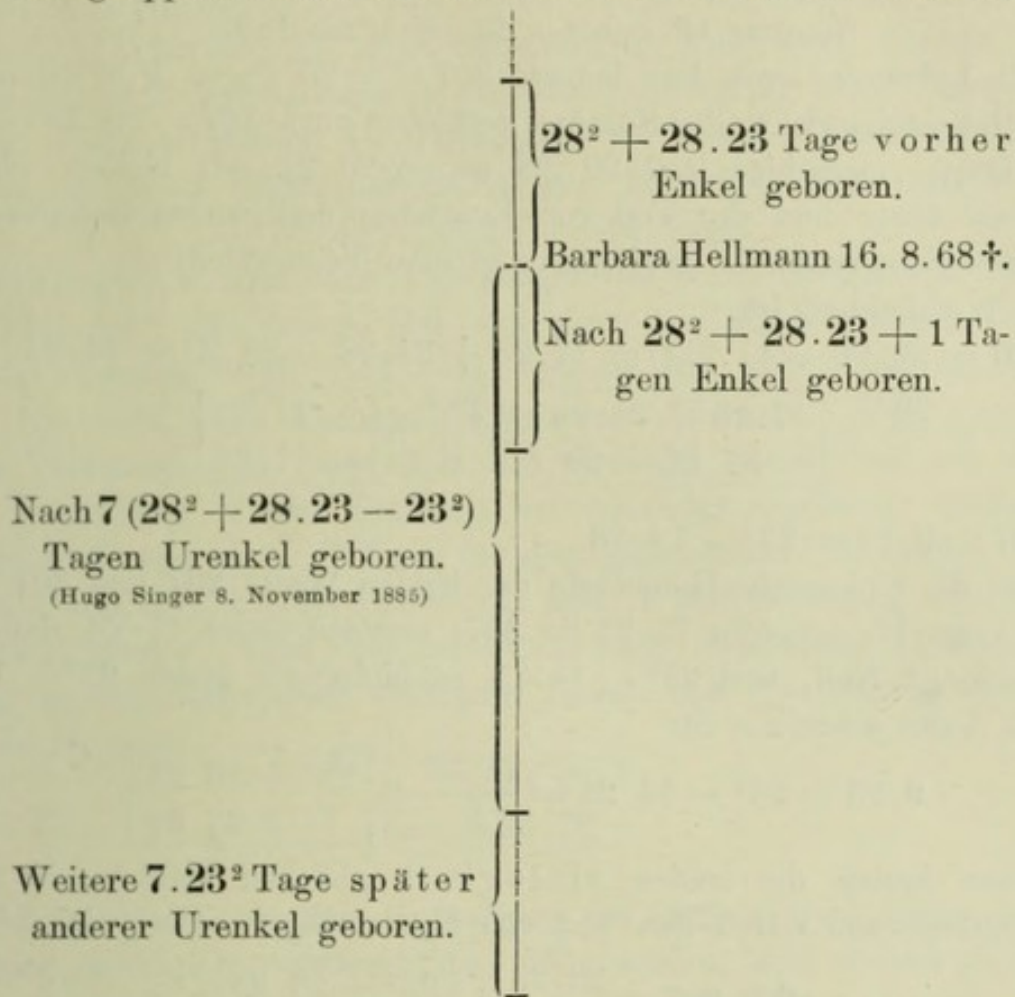 28² + 28 . 23 Tage vorher
Enkel geboren.
Barbara Hellmann 16. 8. 68 †.
Nach 28² + 28 . 23 + 1 Ta-
gen Enkel geboren.
Nach 7 (28² + 28 . 23 — 23²)
Tagen Urenkel geboren.
(Hugo Singer 8. November 1885)
Weitere 7 . 23² Tage später
anderer Urenkel geboren.